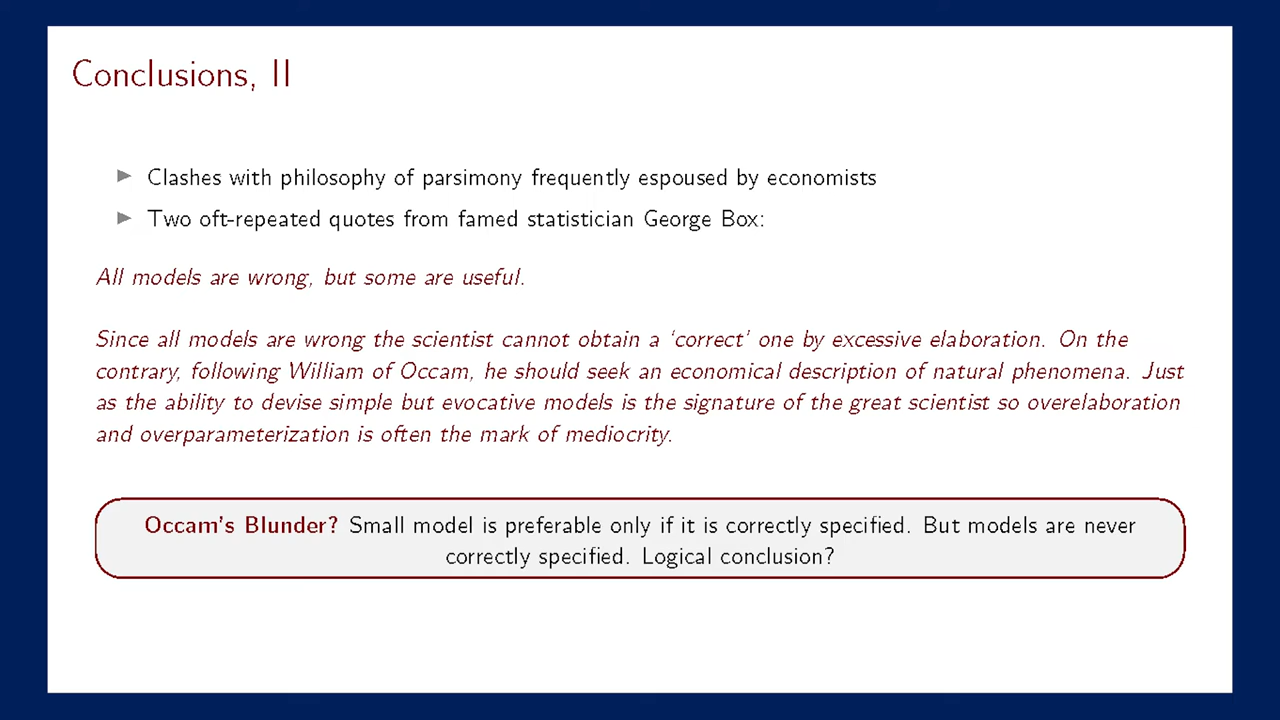 Conclusions, II
▶ Clashes with philosophy of parsimony frequently espoused by economists
▶ Two oft-repeated quotes from famed statistician George Box:
All models are wrong, but some are useful.
Since all models are wrong the scientist cannot obtain a ‘correct’ one by excessive elaboration. On the
contrary, following William of Occam, he should seek an economical description of natural phenomena. Just
as the ability to devise simple but evocative models is the signature of the great scientist so overelaboration
and overparameterization is often the mark of mediocrity.
Occam's Blunder? Small model is preferable only if it is correctly specified. But models are never
correctly specified. Logical conclusion?